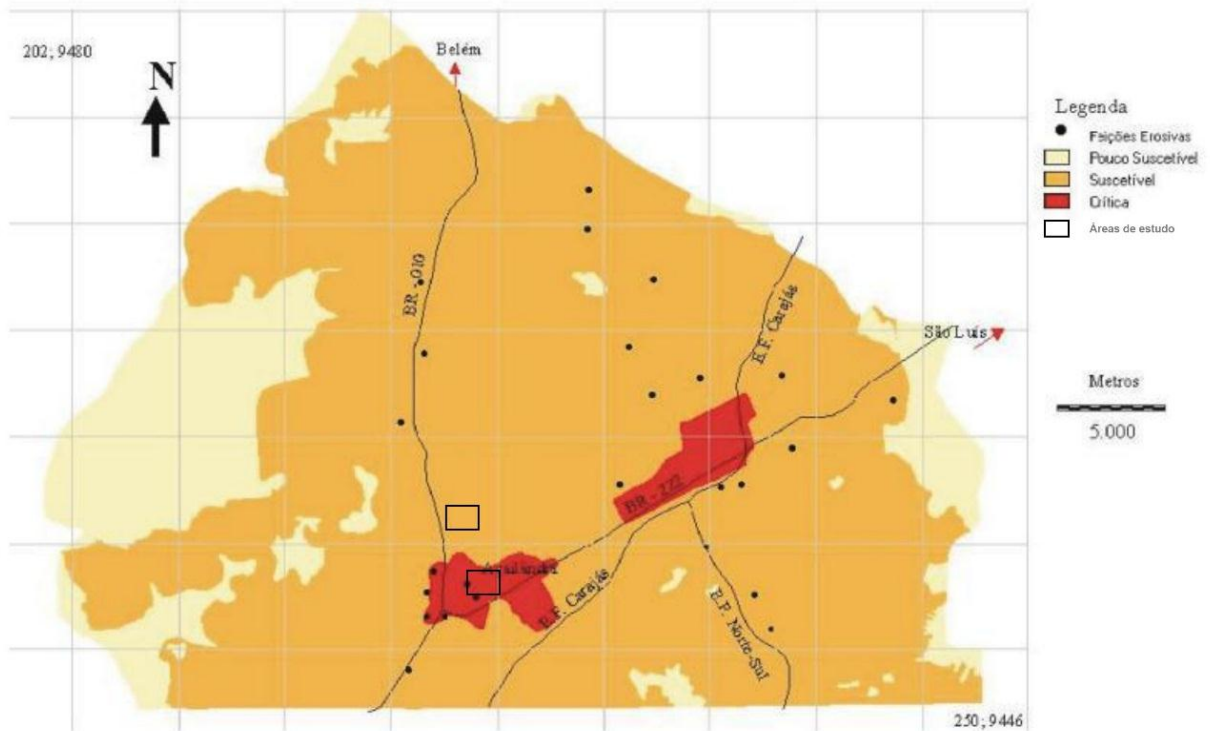 202; 9480
N
Belém
BR - 010
E.F. Carajás
São Luís
BR - 222
Açailândia
E.F. Carajás
E.F. Norte-Sul
250; 9446
Legenda
Feições Erosivas
Pouco Suscetível
Suscetível
Crítica
Áreas de estudo
Metros
5.000